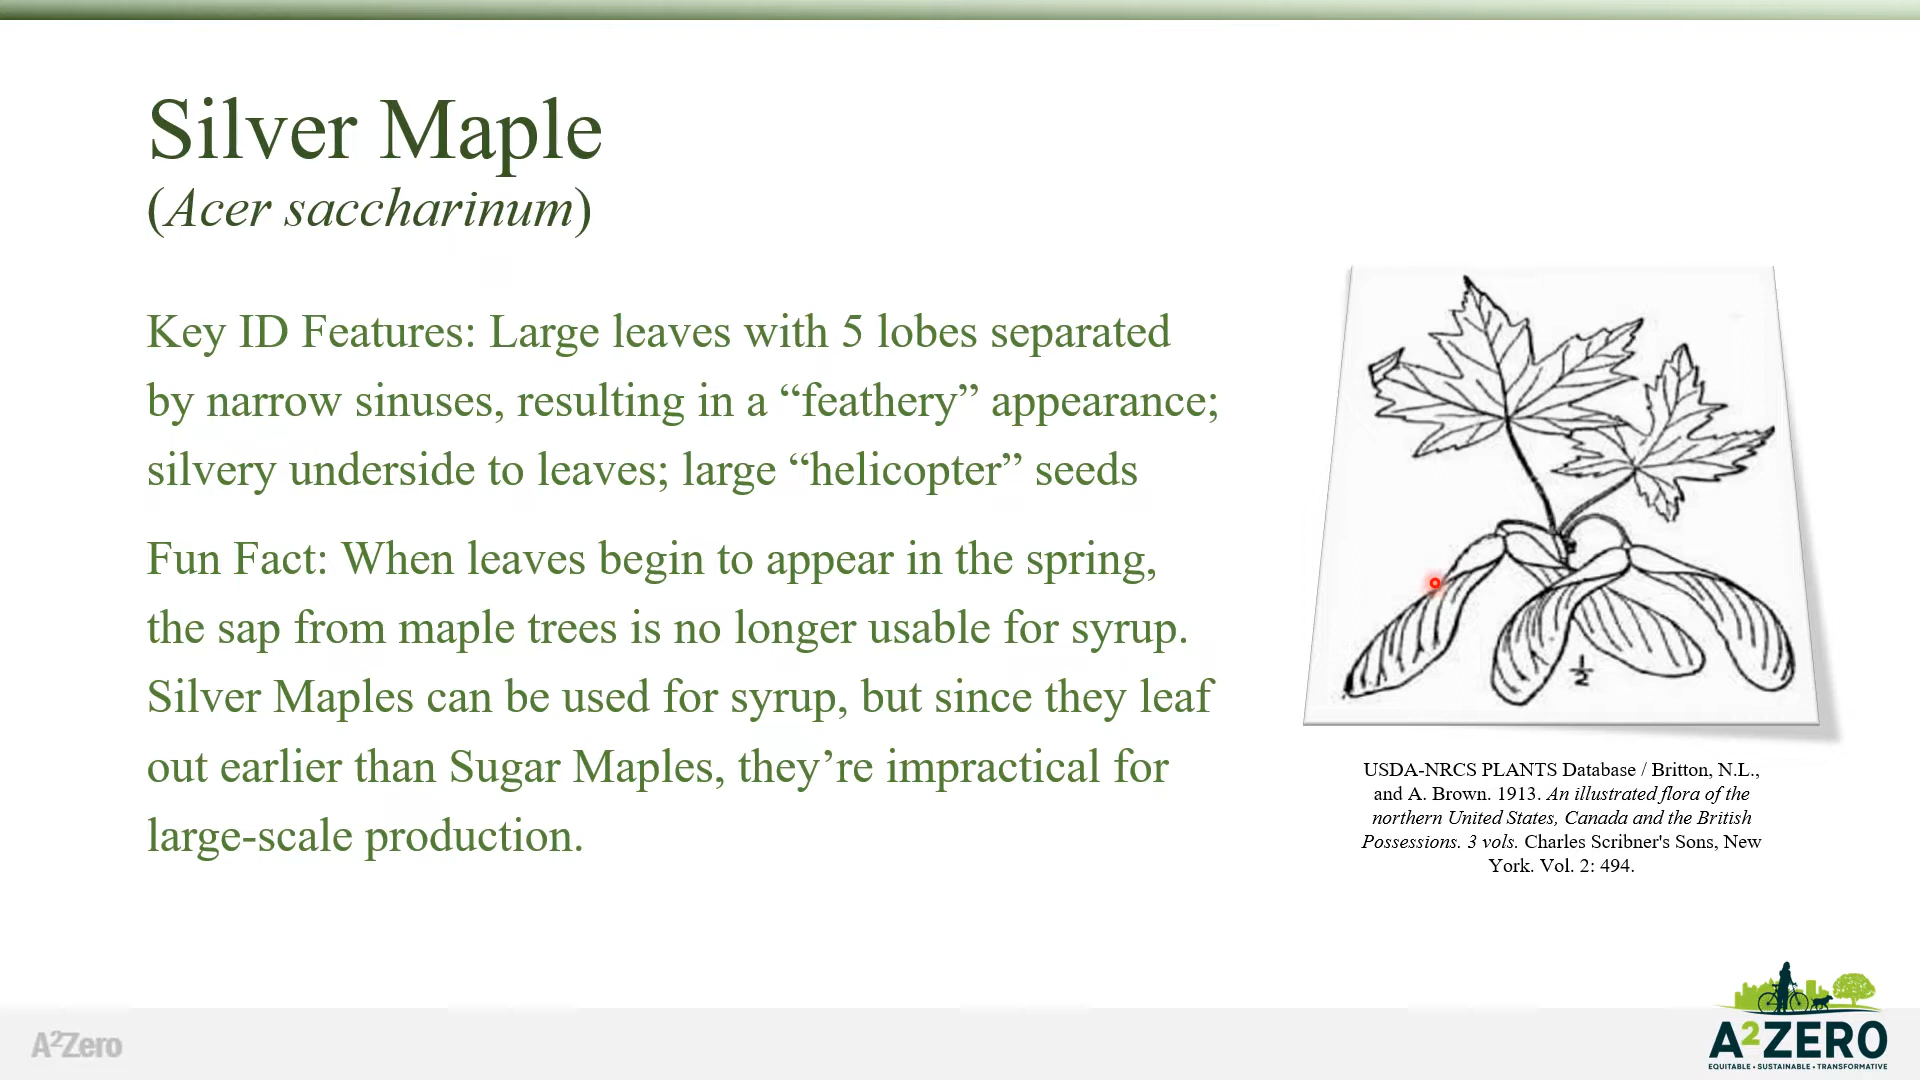 Silver Maple
(Acer saccharinum)
Key ID Features: Large leaves with 5 lobes separated
by narrow sinuses, resulting in a “feathery” appearance;
silvery underside to leaves; large “helicopter” seeds
Fun Fact: When leaves begin to appear in the spring,
the sap from maple trees is no longer usable for syrup.
Silver Maples can be used for syrup, but since they leaf
out earlier than Sugar Maples, they’re impractical for
large-scale production.
½
USDA-NRCS PLANTS Database / Britton, N.L.,
and A. Brown. 1913. An illustrated flora of the
northern United States, Canada and the British
Possessions. 3 vols. Charles Scribner's Sons, New
York. Vol. 2: 494.
A²Zero
A²ZERO
EQUITABLE • SUSTAINABLE • TRANSFORMATIVE